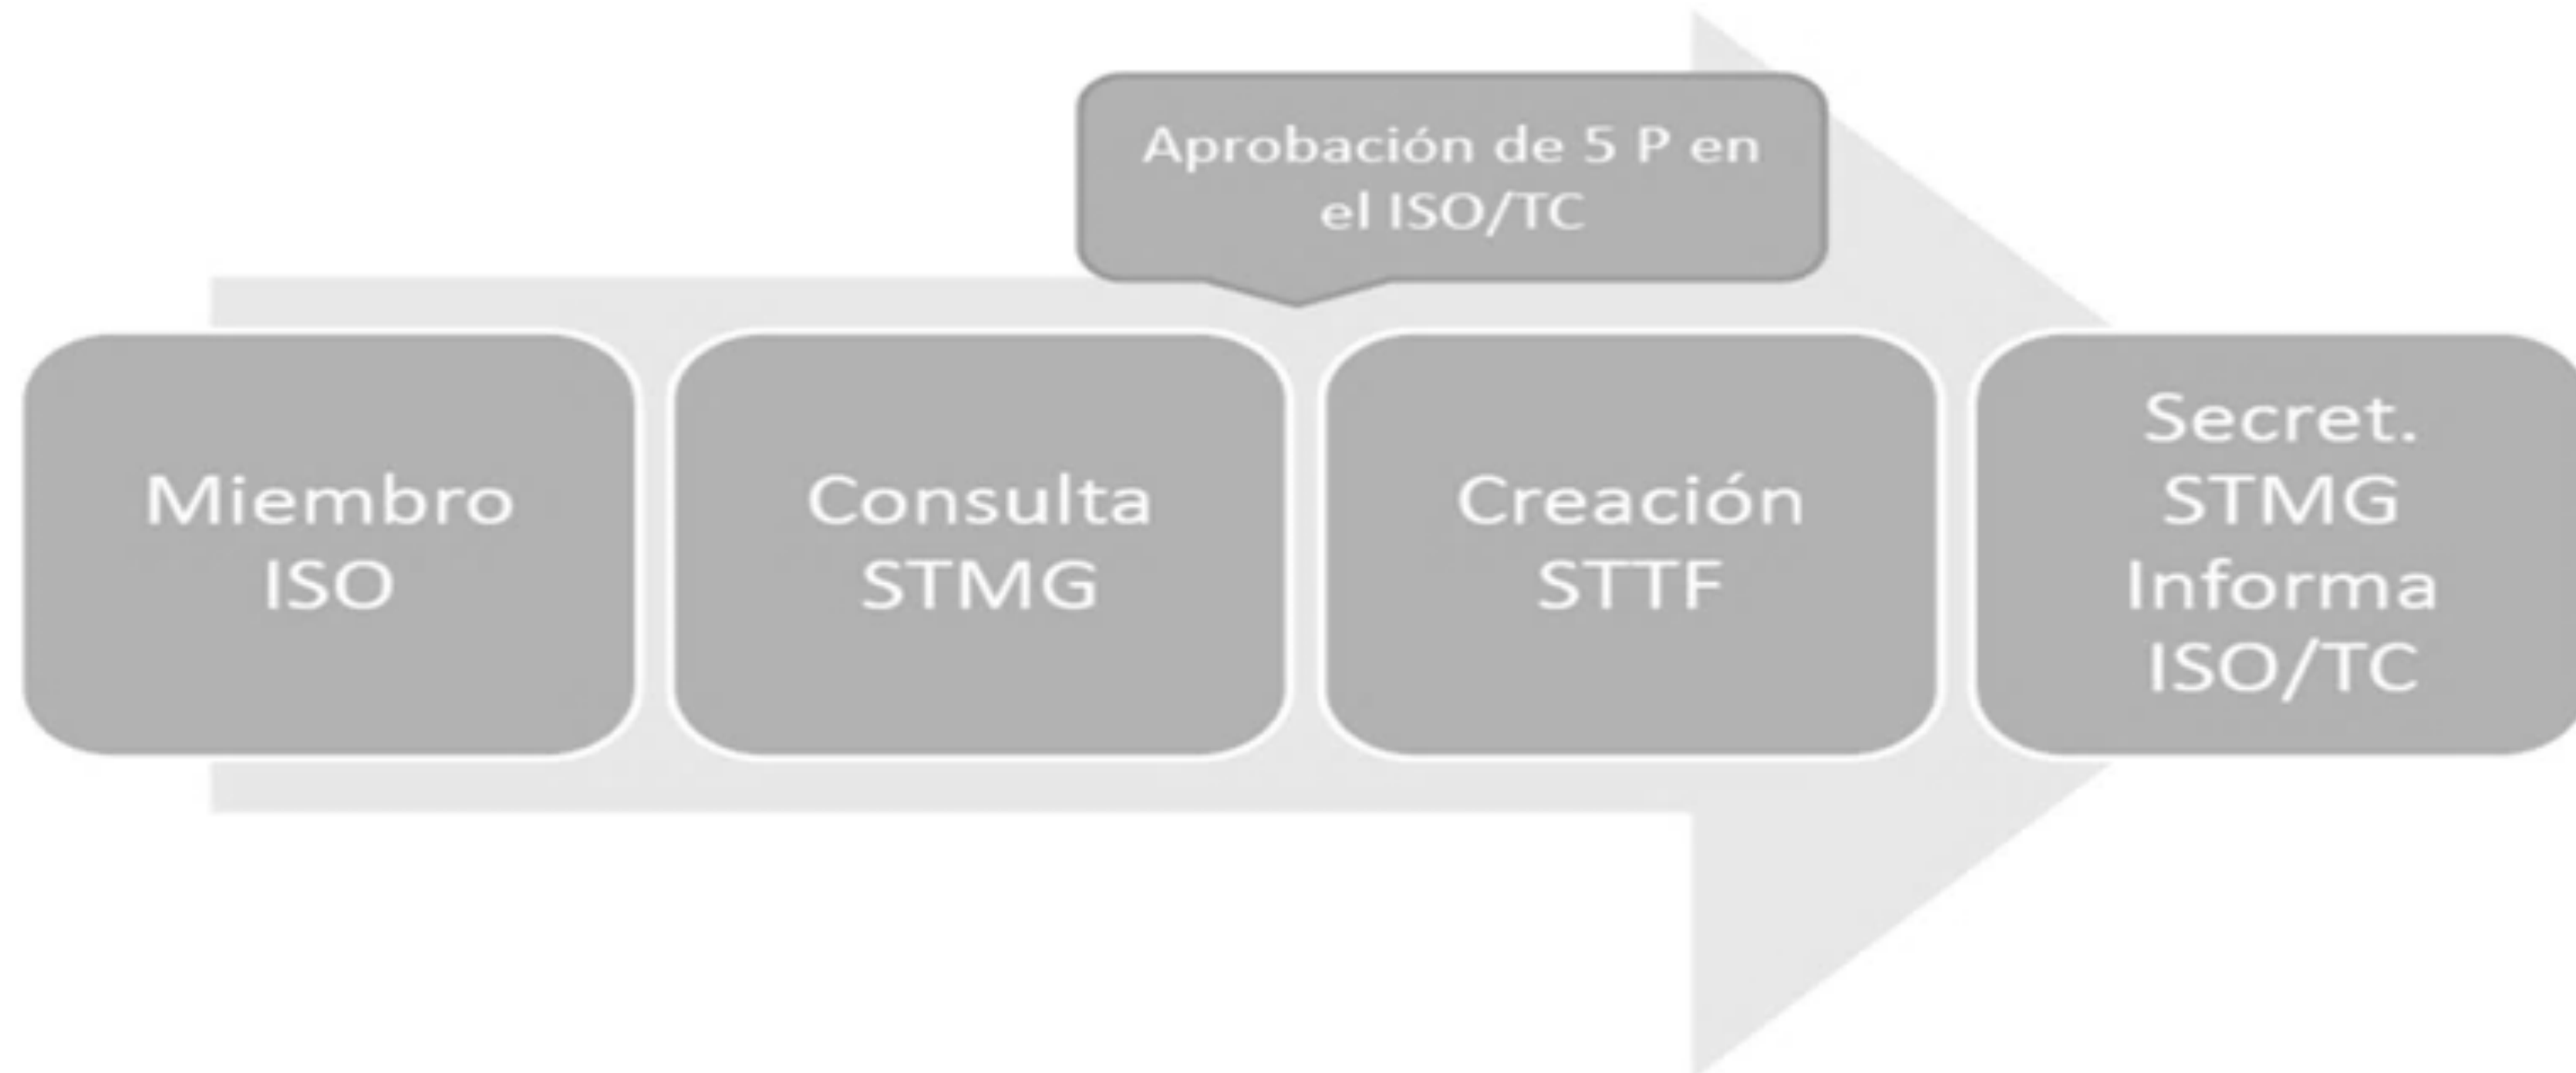 Aprobación de 5 P en
el ISO/TC
Miembro
ISO
Consulta
STMG
Creación
STTF
Secret.
STMG
Informa
ISO/TC